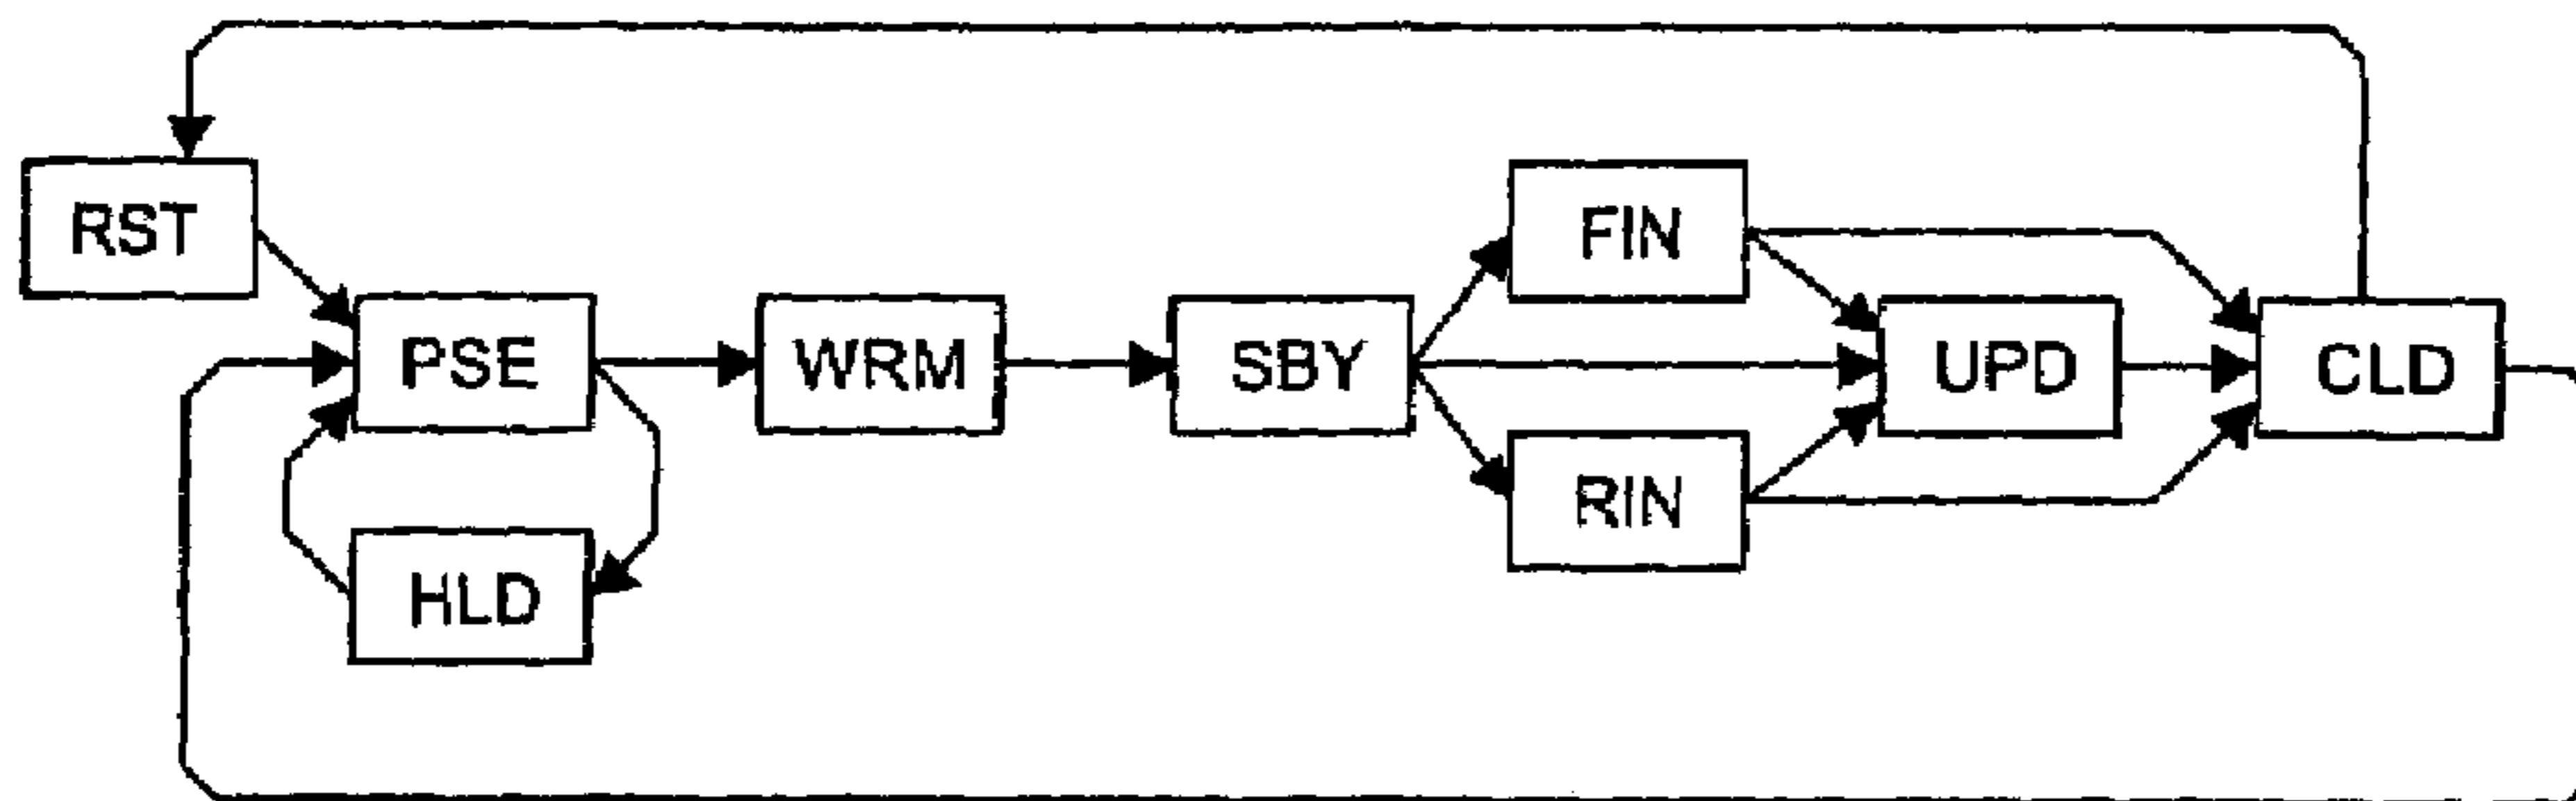 RST
PSE
WRM
SBY
FIN
RIN
UPD
CLD
HLD